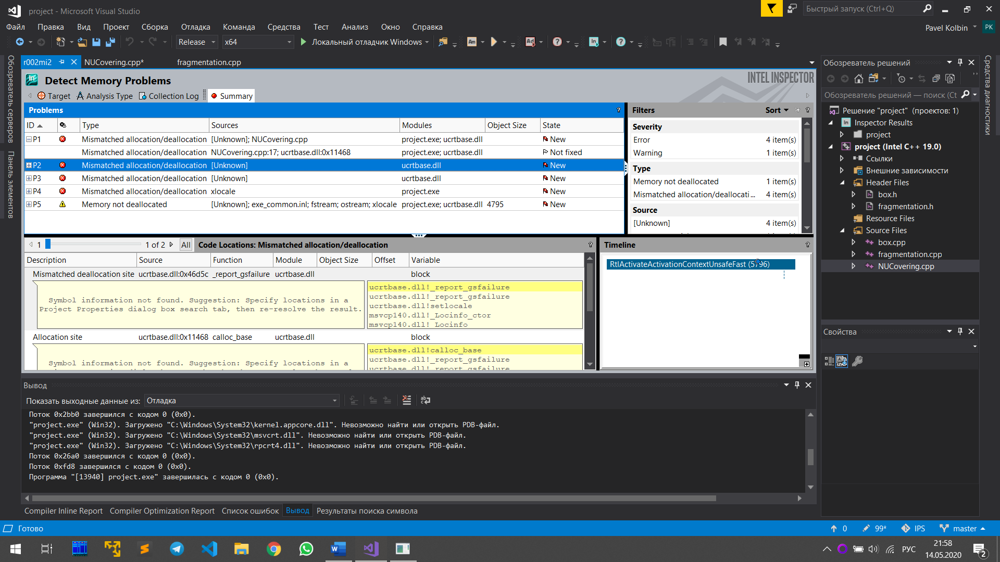 project - Microsoft Visual Studio
Быстрый запуск (Ctrl+Q)
Файл Правка Вид Проект Сборка Отладка Команда Средства Тест Анализ Окно Справка
Pavel Kolbin PK
Release x64 Локальный отладчик Windows
Обозреватель серверов
Панель элементов
r002mi2 NUCovering.cpp* fragmentation.cpp
Detect Memory Problems
INTEL INSPECTOR
Target Analysis Type Collection Log Summary
Problems
ID Type Sources Modules Object Size State
P1 Mismatched allocation/deallocation [Unknown]; NUCovering.cpp project.exe; ucrtbase.dll New
Mismatched allocation/deallocation NUCovering.cpp:17; ucrtbase.dll:0x11468 project.exe; ucrtbase.dll Not fixed
P2 Mismatched allocation/deallocation [Unknown] ucrtbase.dll New
P3 Mismatched allocation/deallocation [Unknown] ucrtbase.dll New
P4 Mismatched allocation/deallocation xlocale project.exe New
P5 Memory not deallocated [Unknown]; exe_common.inl; fstream; ostream; xlocale project.exe; ucrtbase.dll 4795 New
Filters Sort
Severity
Error 4 item(s)
Warning 1 item(s)
Type
Memory not deallocated 1 item(s)
Mismatched allocation/deallocati... 4 item(s)
Source
[Unknown] 4 item(s)
1 1 of 2 All Code Locations: Mismatched allocation/deallocation
Description Source Function Module Object Size Offset Variable
Mismatched deallocation site ucrtbase.dll:0x46d5c _report_gsfailure ucrtbase.dll block
Symbol information not found. Suggestion: Specify locations in a
Project Properties dialog box search tab, then re-resolve the result.
ucrtbase.dll!_report_gsfailure
ucrtbase.dll!_report_gsfailure
ucrtbase.dll!setlocale
msvcp140.dll!_Locinfo_ctor
msvcp140.dll!_Locinfo
Allocation site ucrtbase.dll:0x11468 calloc_base ucrtbase.dll block
Symbol information not found. Suggestion: Specify locations in a
ucrtbase.dll!calloc_base
ucrtbase.dll!_report_gsfailure
ucrtbase.dll!_report_gsfailure
Timeline
RtlActivateActivationContextUnsafeFast (5796)
Вывод
Показать выходные данные из: Отладка
Поток 0x2bb0 завершился с кодом 0 (0x0).
"project.exe" (Win32). Загружено "C:\Windows\System32\kernel.appcore.dll". Невозможно найти или открыть PDB-файл.
"project.exe" (Win32). Загружено "C:\Windows\System32\msvcrt.dll". Невозможно найти или открыть PDB-файл.
"project.exe" (Win32). Загружено "C:\Windows\System32\rpcrt4.dll". Невозможно найти или открыть PDB-файл.
Поток 0x26a0 завершился с кодом 0 (0x0).
Поток 0xfd8 завершился с кодом 0 (0x0).
Программа "[13940] project.exe" завершилась с кодом 0 (0x0).
Compiler Inline Report Compiler Optimization Report Список ошибок Вывод Результаты поиска символа
Обозреватель решений
Обозреватель решений — поиск (Ct
Решение "project" (проектов: 1)
Inspector Results
project
project (Intel C++ 19.0)
Ссылки
Внешние зависимости
Header Files
box.h
fragmentation.h
Resource Files
Source Files
box.cpp
fragmentation.cpp
NUCovering.cpp
Свойства
Средства диагностики
Готово 0 99* IPS master
РУС 21:58
14.05.2020
2